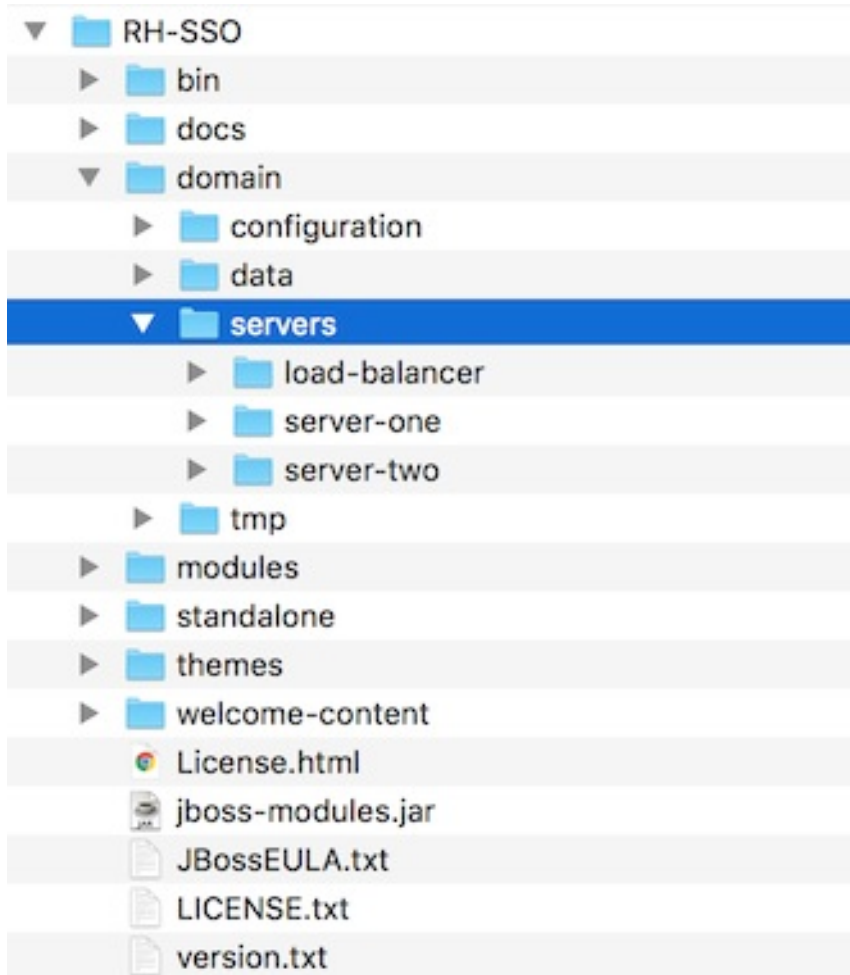 RH-SSO
bin
docs
domain
configuration
data
servers
load-balancer
server-one
server-two
tmp
modules
standalone
themes
welcome-content
License.html
jboss-modules.jar
JBossEULA.txt
LICENSE.txt
version.txt